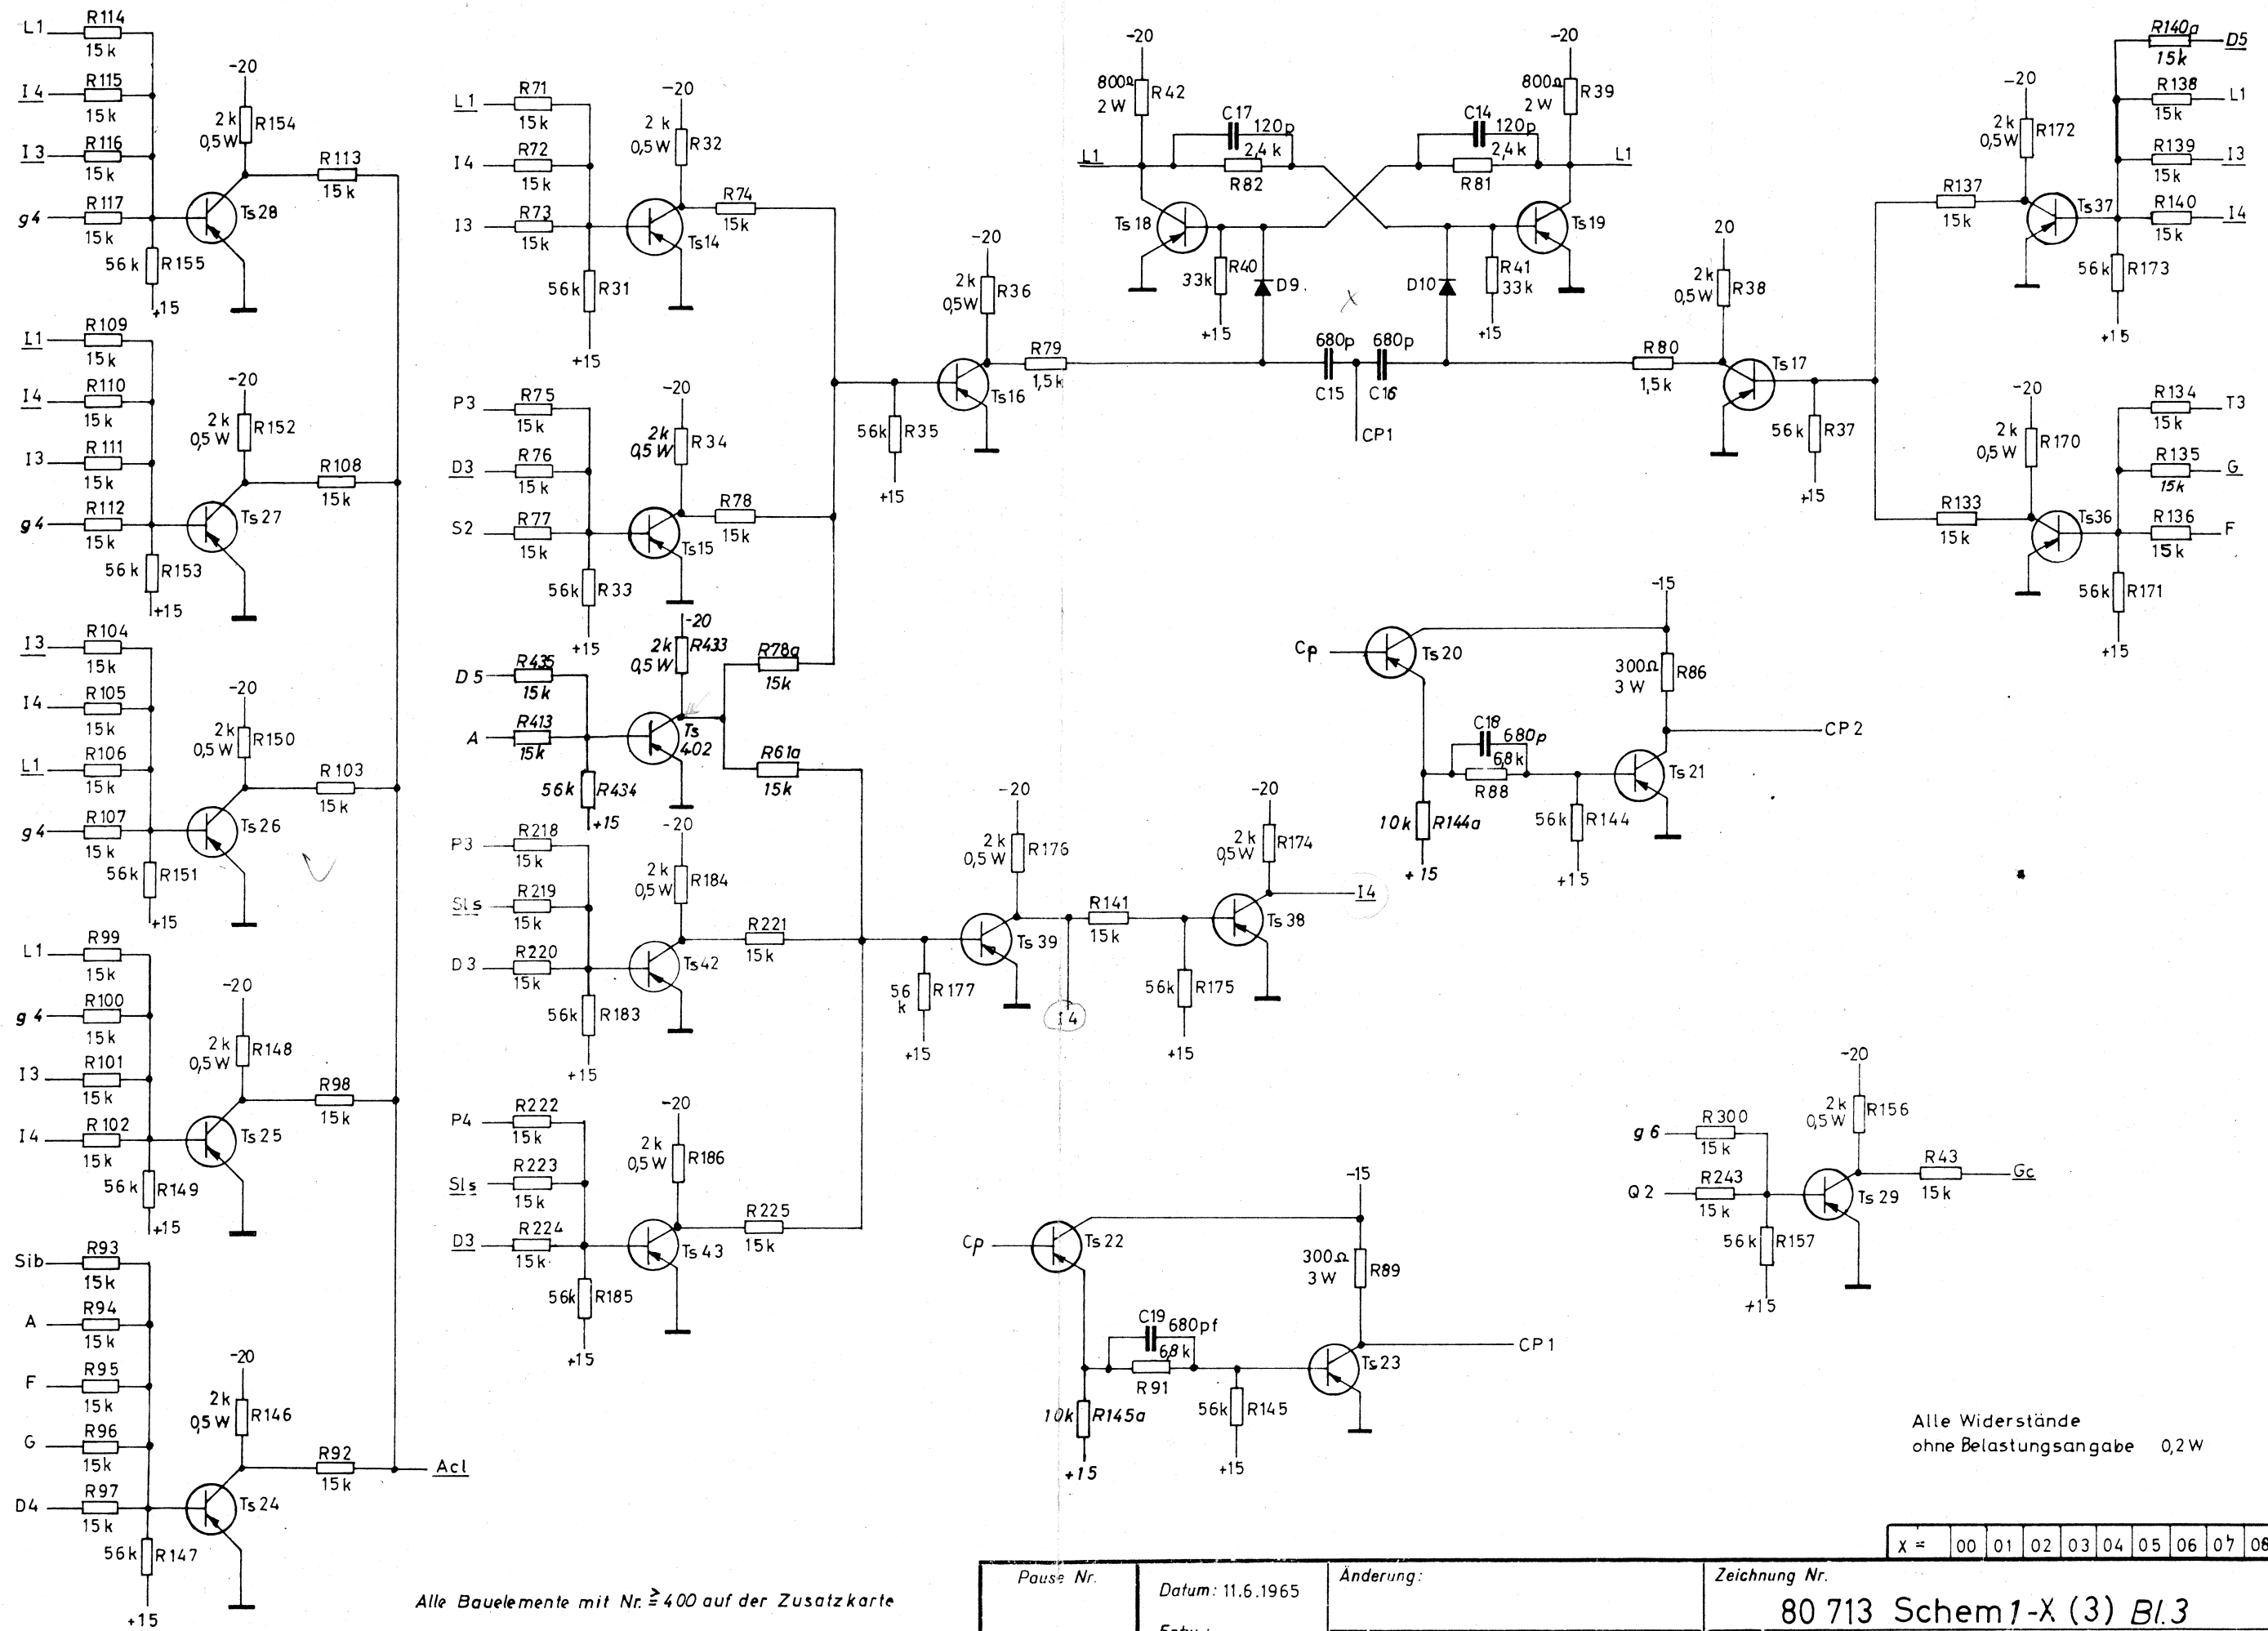 L1 R114 15k
I4 R115 15k
I3 R116 15k
g4 R117 15k
56k R155 +15
-20
2k 0,5W R154
Ts28
R113 15k
L1 R109 15k
I4 R110 15k
I3 R111 15k
g4 R112 15k
56k R153 +15
-20
2k 0,5W R152
Ts27
R108 15k
I3 R104 15k
I4 R105 15k
L1 R106 15k
g4 R107 15k
56k R151 +15
-20
2k 0,5W R150
Ts26
R103 15k
L1 R99 15k
g4 R100 15k
I3 R101 15k
I4 R102 15k
56k R149 +15
-20
2k 0,5W R148
Ts25
R98 15k
Sib R93 15k
A R94 15k
F R95 15k
G R96 15k
D4 R97 15k
56k R147 +15
-20
2k 0,5W R146
Ts24
R92 15k
Acl
L1 R71 15k
I4 R72 15k
I3 R73 15k
56k R31 +15
-20
2k 0,5W R32
Ts14
R74 15k
P3 R75 15k
D3 R76 15k
S2 R77 15k
56k R33 +15
-20
2k 0,5W R34
Ts15
R78 15k
D5 R435 15k
A R413 15k
56k R434 +15
-20
2k 0,5W R433
Ts 402
R78a 15k
R61a 15k
P3 R218 15k
Sls R219 15k
D3 R220 15k
56k R183 +15
-20
2k 0,5W R184
Ts42
R221 15k
P4 R222 15k
Sls R223 15k
D3 R224 15k
56k R185 +15
-20
2k 0,5W R186
Ts43
R225 15k
56k R35 +15
-20
2k 0,5W R36
Ts16
R79 1,5k
-20
800Ω 2W R42
L1
C17 120p
2,4k R82
Ts18
33k R40 +15
D9
-20
800Ω 2W R39
L1
C14 120p
2,4k R81
Ts19
R41 33k +15
D10
X
680p C15
680p C16
CP1
R80 1,5k
20
2k 0,5W R38
Ts17
56k R37 +15
R137 15k
-20
2k 0,5W R172
Ts37
R140a 15k D5
R138 15k L1
R139 15k I3
R140 15k I4
56k R173 +15
R133 15k
-20
2k 0,5W R170
Ts36
R134 15k T3
R135 15k G
R136 15k F
56k R171 +15
Cp Ts20
-15
300Ω 3W R86
C18 680p
6,8k R88
10k R144a +15
56k R144 +15
Ts21
CP2
56k R177 +15
-20
2k 0,5W R176
Ts39
I4
R141 15k
56k R175 +15
-20
2k 0,5W R174
Ts38
I4
Cp Ts22
-15
300Ω 3W R89
C19 680pf
6,8k R91
10k R145a +15
56k R145 +15
Ts23
CP1
g6 R300 15k
Q2 R243 15k
56k R157 +15
-20
2k 0,5W R156
Ts29
R43 15k
Gc
Alle Widerstände
ohne Belastungsangabe 0,2W
Alle Bauelemente mit Nr. ≧400 auf der Zusatzkarte
X = 00 01 02 03 04 05 06 07 08
Pause Nr.
Datum: 11.6.1965
Änderung:
Zeichnung Nr.
80 713 Schem1-X (3) Bl.3